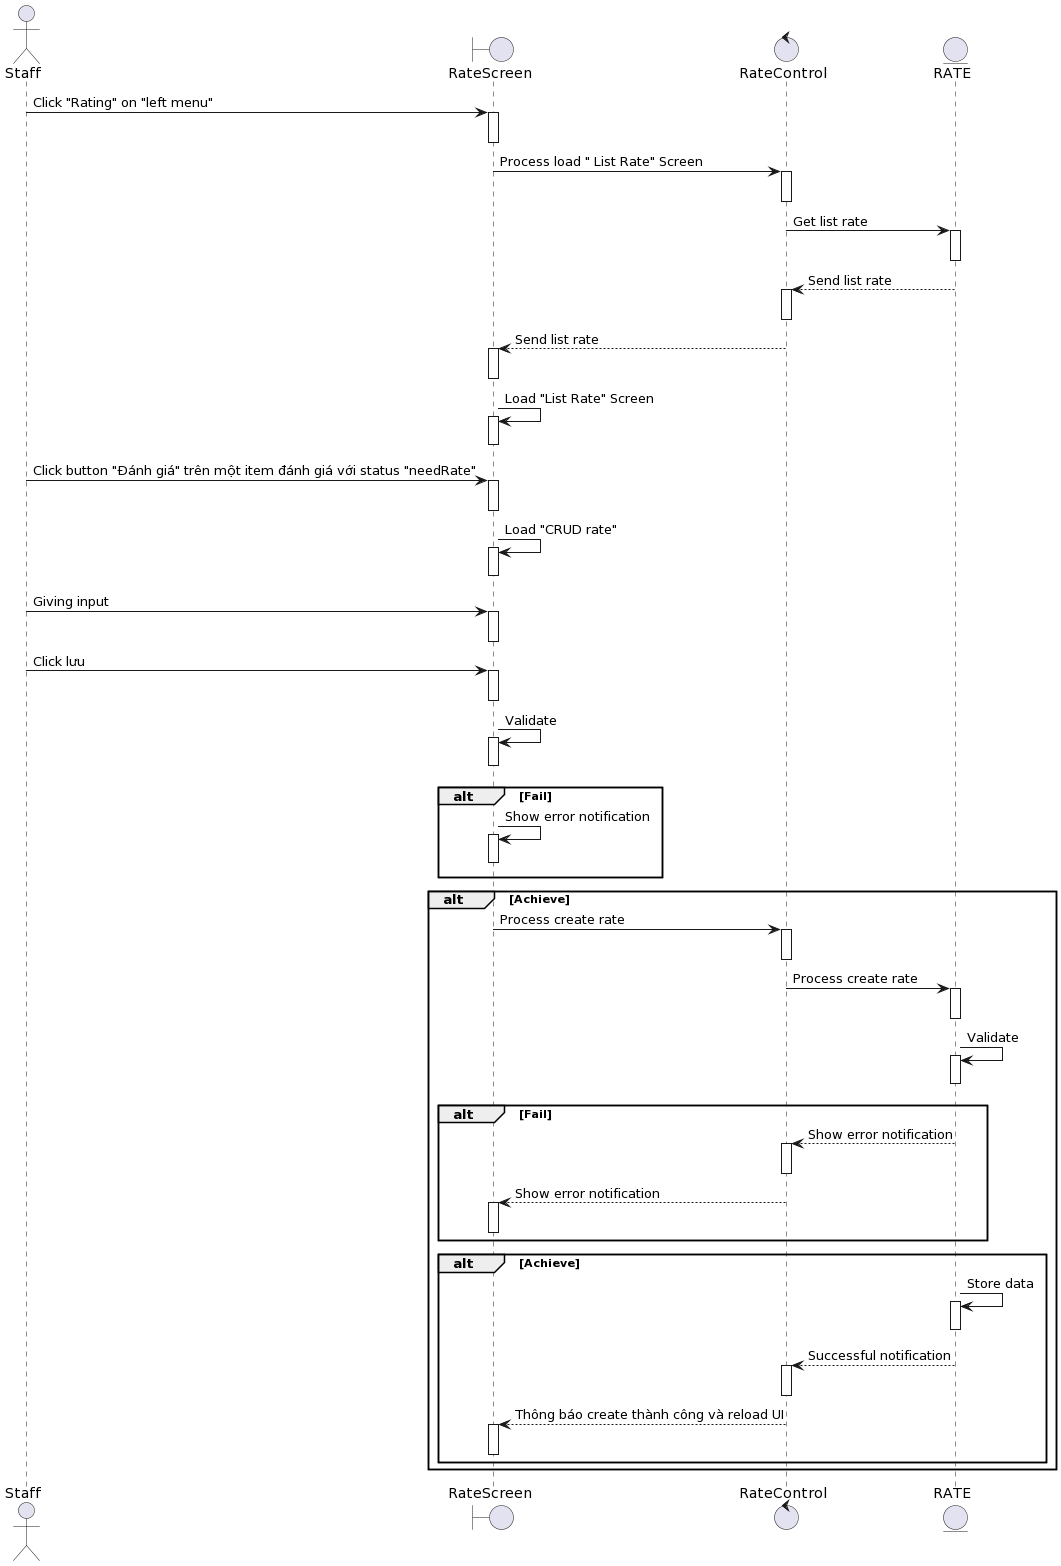 Staff
RateScreen
RateControl
RATE
Click "Rating" on "left menu"
Process load " List Rate" Screen
Get list rate
Send list rate
Send list rate
Load "List Rate" Screen
Click button "Đánh giá" trên một item đánh giá với status "needRate"
Load "CRUD rate"
Giving input
Click lưu
Validate
alt [Fail]
Show error notification
alt [Achieve]
Process create rate
Process create rate
Validate
alt [Fail]
Show error notification
Show error notification
alt [Achieve]
Store data
Successful notification
Thông báo create thành công và reload UI
Staff
RateScreen
RateControl
RATE